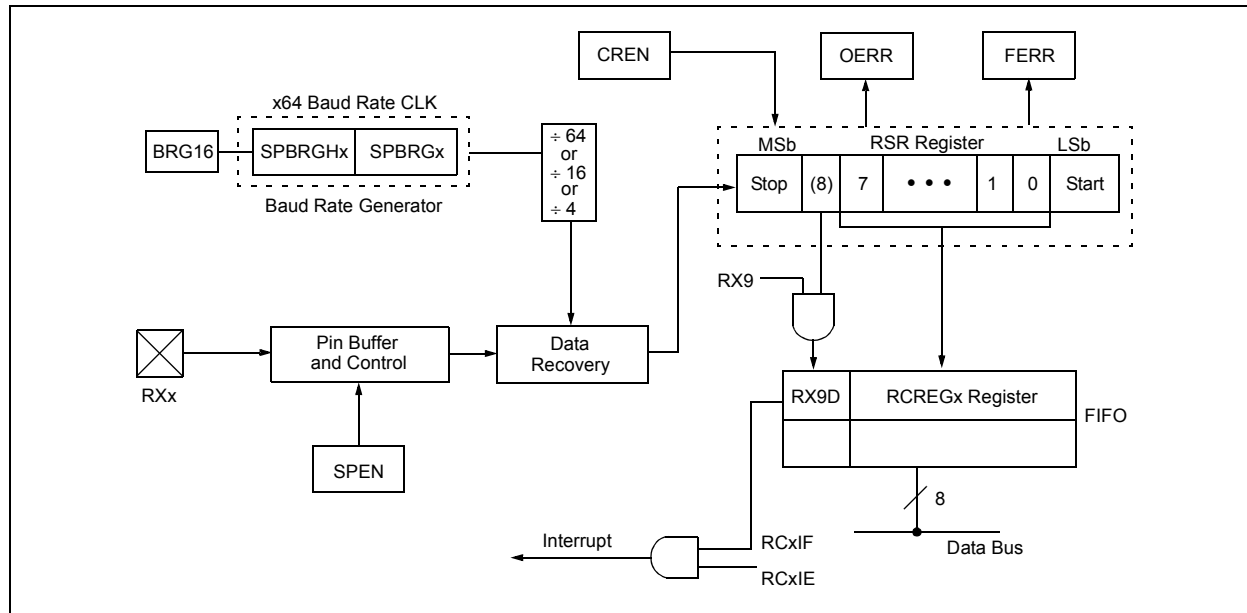 CREN
OERR
FERR
x64 Baud Rate CLK
BRG16
SPBRGHx
SPBRGx
Baud Rate Generator
÷ 64
or
÷ 16
or
÷ 4
MSb
RSR Register
LSb
Stop
(8)
7
• • •
1
0
Start
RX9
RXx
Pin Buffer
and Control
Data
Recovery
SPEN
RX9D
RCREGx Register
FIFO
8
Data Bus
Interrupt
RCxIF
RCxIE